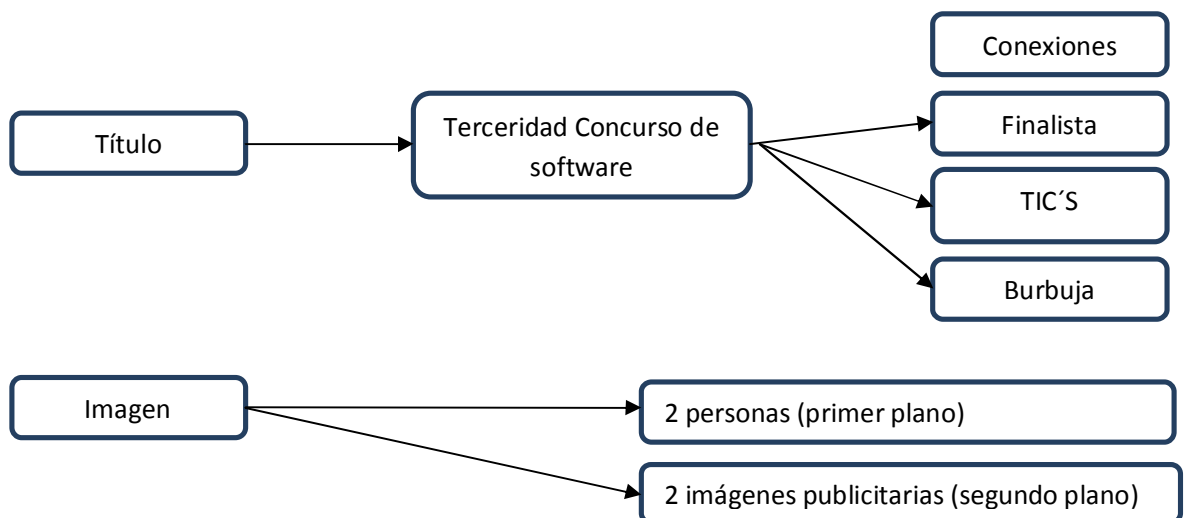 Conexiones
Título
Terceridad Concurso de
software
Finalista
TIC´S
Burbuja
Imagen
2 personas (primer plano)
2 imágenes publicitarias (segundo plano)